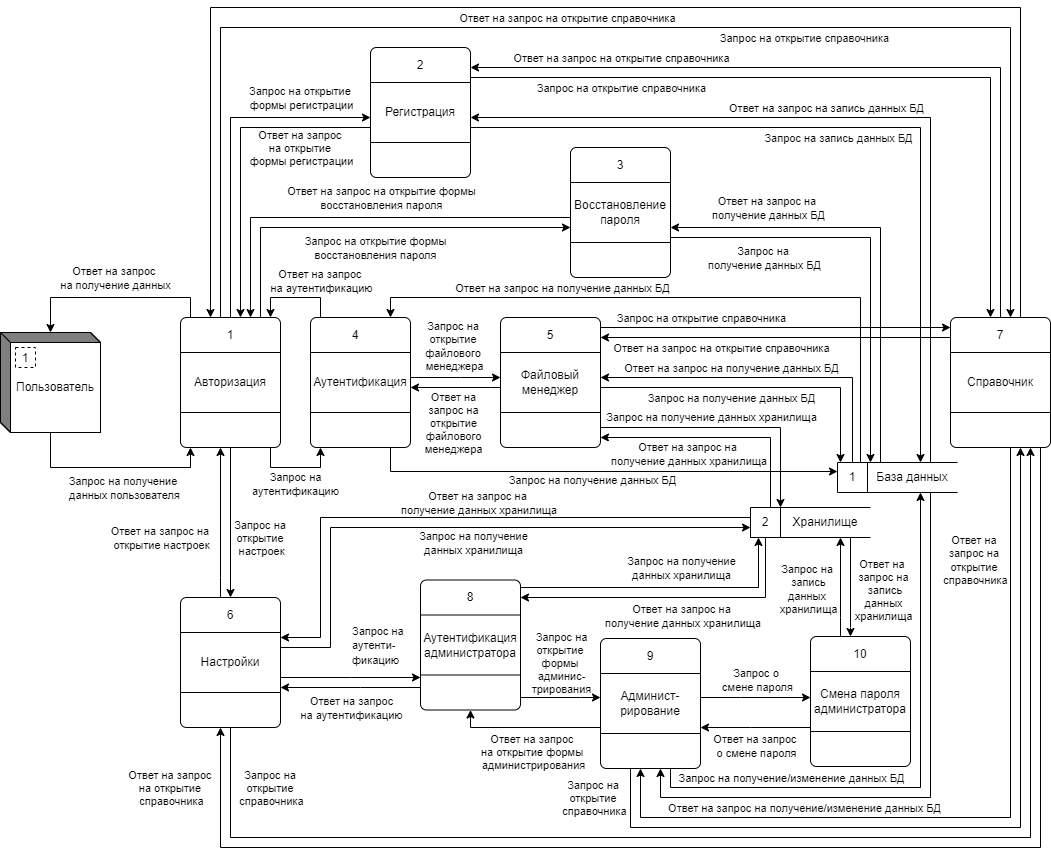 Ответ на запрос на открытие справочника
Запрос на открытие справочника
2
Регистрация
Ответ на запрос на открытие справочника
Запрос на открытие справочника
Запрос на открытие
формы регистрации
Ответ на запрос
на открытие
формы регистрации
Ответ на запрос на запись данных БД
Запрос на запись данных БД
3
Восстановление
пароля
Ответ на запрос на открытие формы
восстановления пароля
Запрос на открытие формы
восстановления пароля
Ответ на запрос на
получение данных БД
Запрос на
получение данных БД
Ответ на запрос
на получение данных
Ответ на запрос
на аутентификацию
Ответ на запрос на получение данных БД
1
Пользователь
1
Авторизация
4
Аутентификация
Запрос на
открытие
файлового
менеджера
Ответ на
запрос на
открытие
файлового
менеджера
5
Файловый
менеджер
Запрос на открытие справочника
Ответ на запрос на открытие справочника
Ответ на запрос на получение данных БД
Запрос на получение данных БД
Запрос на получение данных хранилища
Ответ на запрос на
получение данных хранилища
7
Справочник
Запрос на получение
данных пользователя
Запрос на
аутентификацию
Запрос на получение данных БД
1
База данных
Ответ на запрос на
получение данных хранилища
Запрос на получение
данных хранилища
2
Хранилище
Ответ на запрос на
открытие настроек
Запрос на
открытие
настроек
Запрос на получение
данных хранилища
Ответ на запрос на
получение данных хранилища
Запрос на
запись
данных
хранилища
Ответ на
запрос на
запись
данных
хранилища
Ответ на
запрос на
открытие
справочника
6
Настройки
Запрос на
аутенти-
фикацию
Ответ на запрос
на аутентификацию
8
Аутентификация
администратора
Запрос на
открытие
формы
админис-
трирования
Ответ на запрос
на открытие формы
администрирования
9
Админист-
рирование
Запрос о
смене пароля
Ответ на запрос
о смене пароля
10
Смена пароля
администратора
Ответ на запрос
на открытие
справочника
Запрос на
открытие
справочника
Запрос на
открытие
справочника
Запрос на получение/изменение данных БД
Ответ на запрос на получение/изменение данных БД